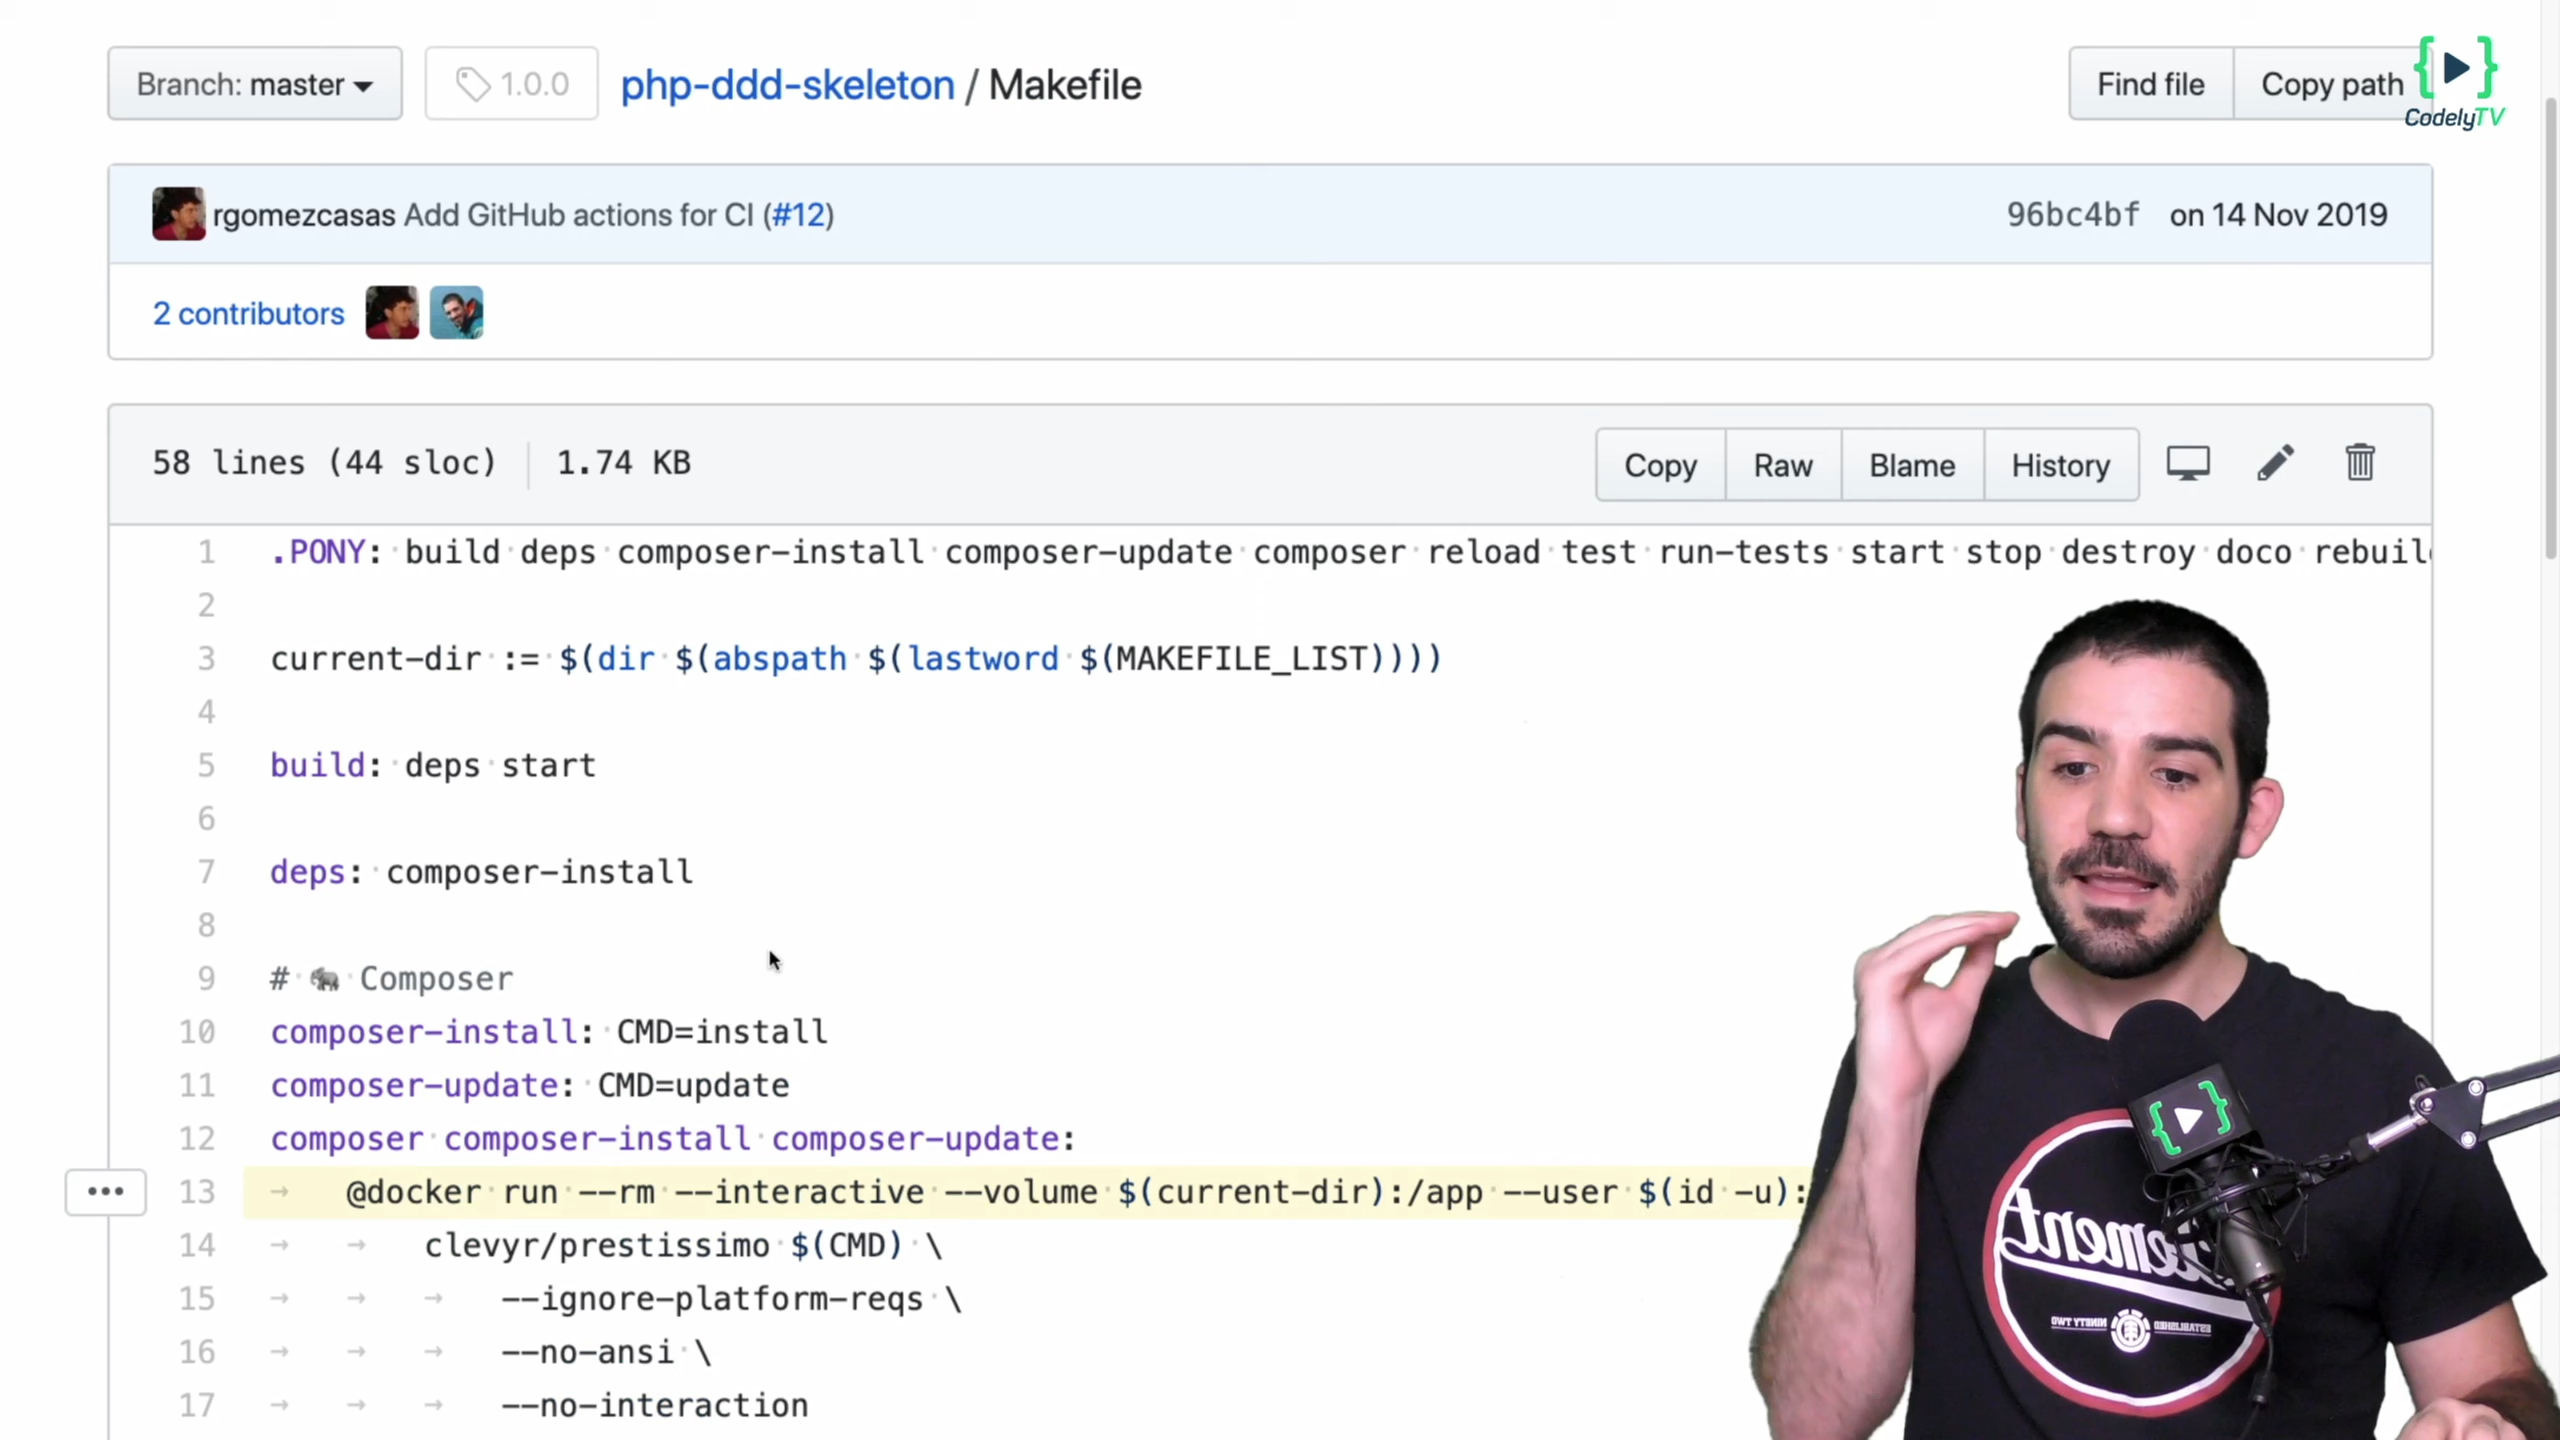 Branch: master
1.0.0
php-ddd-skeleton / Makefile
Find file
Copy path
CodelyTV
rgomezcasas Add GitHub actions for CI (#12)
96bc4bf on 14 Nov 2019
2 contributors
58 lines (44 sloc) 1.74 KB
Copy
Raw
Blame
History
1 .PONY: build deps composer-install composer-update composer reload test run-tests start stop destroy doco
2
3 current-dir := $(dir $(abspath $(lastword $(MAKEFILE_LIST))))
4
5 build: deps start
6
7 deps: composer-install
8
9 # 🐘 Composer
10 composer-install: CMD=install
11 composer-update: CMD=update
12 composer composer-install composer-update:
13 @docker run --rm --interactive --volume $(current-dir):/app --user $(id -u):
14 clevyr/prestissimo $(CMD) \
15 --ignore-platform-reqs \
16 --no-ansi \
17 --no-interaction
ESTABLISHED
NINETY TWO